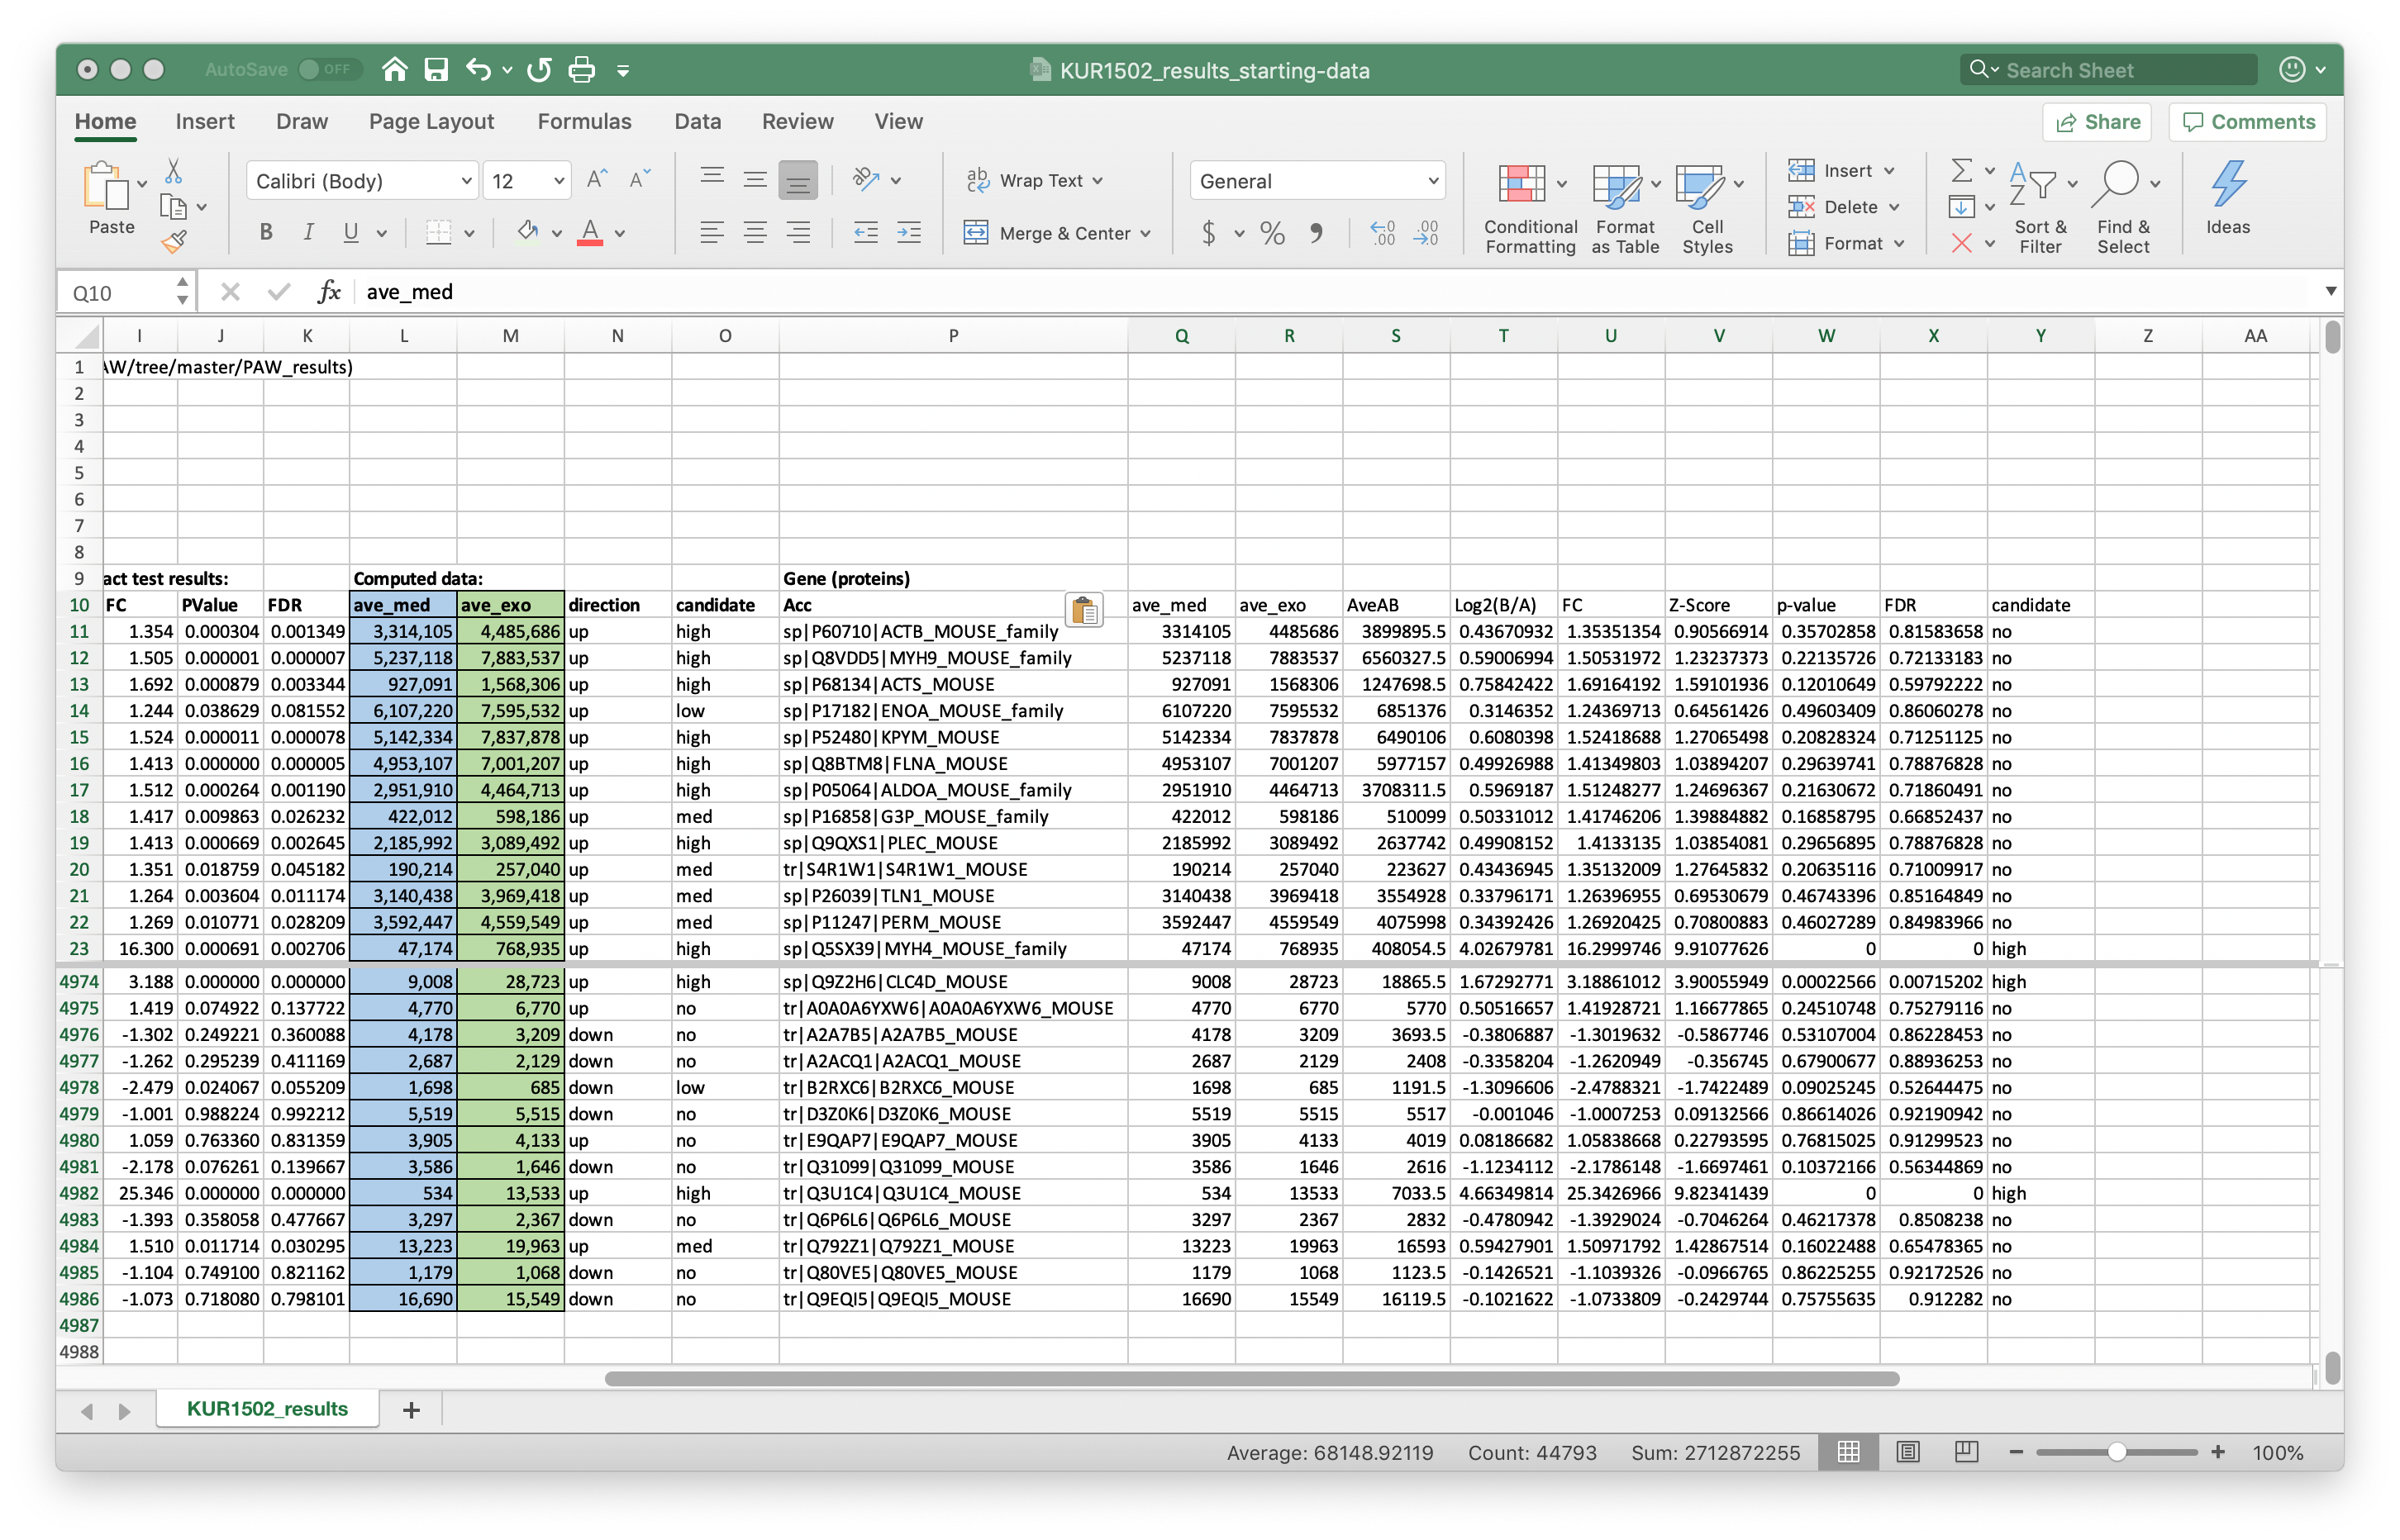 AutoSave OFF KUR1502_results_starting-data Search Sheet
Home Insert Draw Page Layout Formulas Data Review View Share Comments
Paste Calibri (Body) 12 Wrap Text General Insert
Conditional Formatting Format as Table Cell Styles Delete Sort & Filter Find & Select Ideas
B I U Merge & Center $ % Format
Q10 fx ave_med
I J K L M N O P Q R S T U V W X Y Z AA
1 AW/tree/master/PAW_results)
2
3
4
5
6
7
8
9 act test results: Computed data: Gene (proteins)
10 FC PValue FDR ave_med ave_exo direction candidate Acc ave_med ave_exo AveAB Log2(B/A) FC Z-Score p-value FDR candidate
11 1.354 0.000304 0.001349 3,314,105 4,485,686 up high sp|P60710|ACTB_MOUSE_family 3314105 4485686 3899895.5 0.43670932 1.35351354 0.90566914 0.35702858 0.81583658 no
12 1.505 0.000001 0.000007 5,237,118 7,883,537 up high sp|Q8VDD5|MYH9_MOUSE_family 5237118 7883537 6560327.5 0.59006994 1.50531972 1.23237373 0.22135726 0.72133183 no
13 1.692 0.000879 0.003344 927,091 1,568,306 up high sp|P68134|ACTS_MOUSE 927091 1568306 1247698.5 0.75842422 1.69164192 1.59101936 0.12010649 0.59792222 no
14 1.244 0.038629 0.081552 6,107,220 7,595,532 up low sp|P17182|ENOA_MOUSE_family 6107220 7595532 6851376 0.3146352 1.24369713 0.64561426 0.49603409 0.86060278 no
15 1.524 0.000011 0.000078 5,142,334 7,837,878 up high sp|P52480|KPYM_MOUSE 5142334 7837878 6490106 0.6080398 1.52418688 1.27065498 0.20828324 0.71251125 no
16 1.413 0.000000 0.000005 4,953,107 7,001,207 up high sp|Q8BTM8|FLNA_MOUSE 4953107 7001207 5977157 0.49926988 1.41349803 1.03894207 0.29639741 0.78876828 no
17 1.512 0.000264 0.001190 2,951,910 4,464,713 up high sp|P05064|ALDOA_MOUSE_family 2951910 4464713 3708311.5 0.5969187 1.51248277 1.24696367 0.21630672 0.71860491 no
18 1.417 0.009863 0.026232 422,012 598,186 up med sp|P16858|G3P_MOUSE_family 422012 598186 510099 0.50331012 1.41746206 1.39884882 0.16858795 0.66852437 no
19 1.413 0.000669 0.002645 2,185,992 3,089,492 up high sp|Q9QXS1|PLEC_MOUSE 2185992 3089492 2637742 0.49908152 1.4133135 1.03854081 0.29656895 0.78876828 no
20 1.351 0.018759 0.045182 190,214 257,040 up med tr|S4R1W1|S4R1W1_MOUSE 190214 257040 223627 0.43436945 1.35132009 1.27645832 0.20635116 0.71009917 no
21 1.264 0.003604 0.011174 3,140,438 3,969,418 up med sp|P26039|TLN1_MOUSE 3140438 3969418 3554928 0.33796171 1.26396955 0.69530679 0.46743396 0.85164849 no
22 1.269 0.010771 0.028209 3,592,447 4,559,549 up med sp|P11247|PERM_MOUSE 3592447 4559549 4075998 0.34392426 1.26920425 0.70800883 0.46027289 0.84983966 no
23 16.300 0.000691 0.002706 47,174 768,935 up high sp|Q5SX39|MYH4_MOUSE_family 47174 768935 408054.5 4.02679781 16.2999746 9.91077626 0 0 high
4974 3.188 0.000000 0.000000 9,008 28,723 up high sp|Q9Z2H6|CLC4D_MOUSE 9008 28723 18865.5 1.67292771 3.18861012 3.90055949 0.00022566 0.00715202 high
4975 1.419 0.074922 0.137722 4,770 6,770 up no tr|A0A0A6YXW6|A0A0A6YXW6_MOUSE 4770 6770 5770 0.50516657 1.41928721 1.16677865 0.24510748 0.75279116 no
4976 -1.302 0.249221 0.360088 4,178 3,209 down no tr|A2A7B5|A2A7B5_MOUSE 4178 3209 3693.5 -0.3806887 -1.3019632 -0.5867746 0.53107004 0.86228453 no
4977 -1.262 0.295239 0.411169 2,687 2,129 down no tr|A2ACQ1|A2ACQ1_MOUSE 2687 2129 2408 -0.3358204 -1.2620949 -0.356745 0.67900677 0.88936253 no
4978 -2.479 0.024067 0.055209 1,698 685 down low tr|B2RXC6|B2RXC6_MOUSE 1698 685 1191.5 -1.3096606 -2.4788321 -1.7422489 0.09025245 0.52644475 no
4979 -1.001 0.988224 0.992212 5,519 5,515 down no tr|D3Z0K6|D3Z0K6_MOUSE 5519 5515 5517 -0.001046 -1.0007253 0.09132566 0.86614026 0.92190942 no
4980 1.059 0.763360 0.831359 3,905 4,133 up no tr|E9QAP7|E9QAP7_MOUSE 3905 4133 4019 0.08186682 1.05838668 0.22793595 0.76815025 0.91299523 no
4981 -2.178 0.076261 0.139667 3,586 1,646 down no tr|Q31099|Q31099_MOUSE 3586 1646 2616 -1.1234112 -2.1786148 -1.6697461 0.10372166 0.56344869 no
4982 25.346 0.000000 0.000000 534 13,533 up high tr|Q3U1C4|Q3U1C4_MOUSE 534 13533 7033.5 4.66349814 25.3426966 9.82341439 0 0 high
4983 -1.393 0.358058 0.477667 3,297 2,367 down no tr|Q6P6L6|Q6P6L6_MOUSE 3297 2367 2832 -0.4780942 -1.3929024 -0.7046264 0.46217378 0.8508238 no
4984 1.510 0.011714 0.030295 13,223 19,963 up med tr|Q792Z1|Q792Z1_MOUSE 13223 19963 16593 0.59427901 1.50971792 1.42867514 0.16022488 0.65478365 no
4985 -1.104 0.749100 0.821162 1,179 1,068 down no tr|Q80VE5|Q80VE5_MOUSE 1179 1068 1123.5 -0.1426521 -1.1039326 -0.0966765 0.86225255 0.92172526 no
4986 -1.073 0.718080 0.798101 16,690 15,549 down no tr|Q9EQI5|Q9EQI5_MOUSE 16690 15549 16119.5 -0.1021622 -1.0733809 -0.2429744 0.75755635 0.912282 no
4987
4988
KUR1502_results +
Average: 68148.92119 Count: 44793 Sum: 2712872255 100%